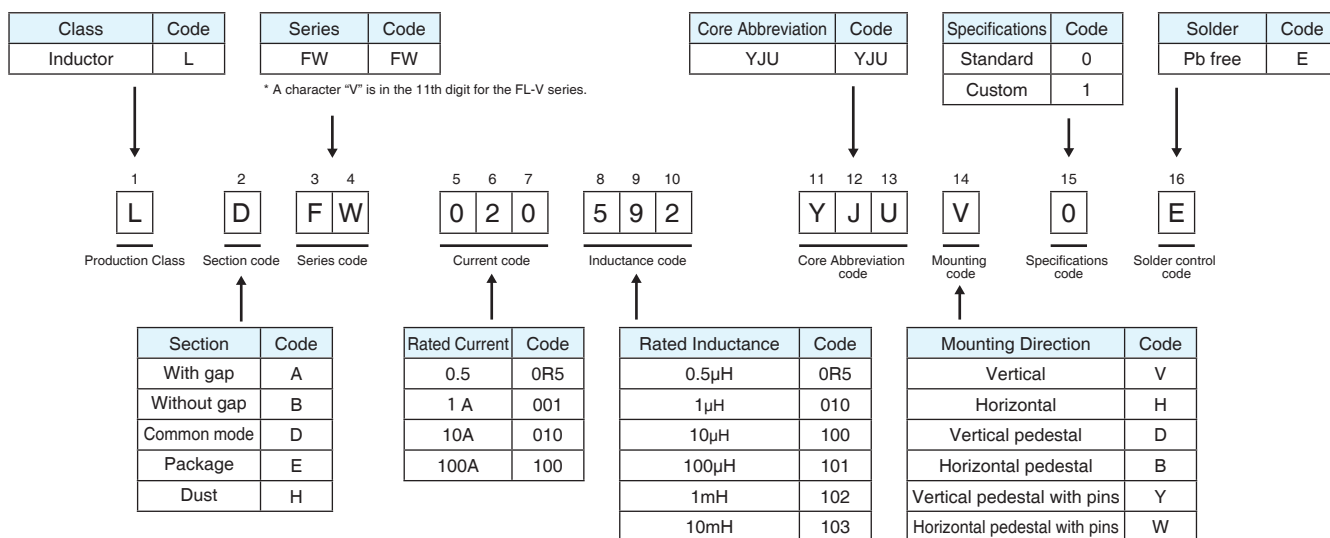 Class Code
Inductor L
Series Code
FW FW
* A character “V” is in the 11th digit for the FL-V series.
Core Abbreviation Code
YJU YJU
Specifications Code
Standard 0
Custom 1
Solder Code
Pb free E
1 2 3 4 5 6 7 8 9 10 11 12 13 14 15 16
L D F W 0 2 0 5 9 2 Y J U V 0 E
Production Class
Section code
Series code
Current code
Inductance code
Core Abbreviation
code
Mounting
code
Specifications
code
Solder control
code
Section Code
With gap A
Without gap B
Common mode D
Package E
Dust H
Rated Current Code
0.5 0R5
1 A 001
10A 010
100A 100
Rated Inductance Code
0.5μH 0R5
1μH 010
10μH 100
100μH 101
1mH 102
10mH 103
Mounting Direction Code
Vertical V
Horizontal H
Vertical pedestal D
Horizontal pedestal B
Vertical pedestal with pins Y
Horizontal pedestal with pins W